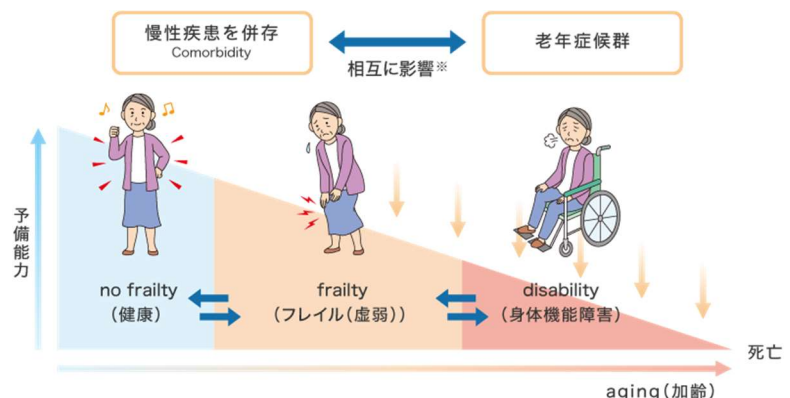 慢性疾患を併存
Comorbidity
相互に影響※
老年症候群
予備能力
no frailty
(健康)
frailty
(フレイル(虚弱))
disability
(身体機能障害)
死亡
aging(加齢)